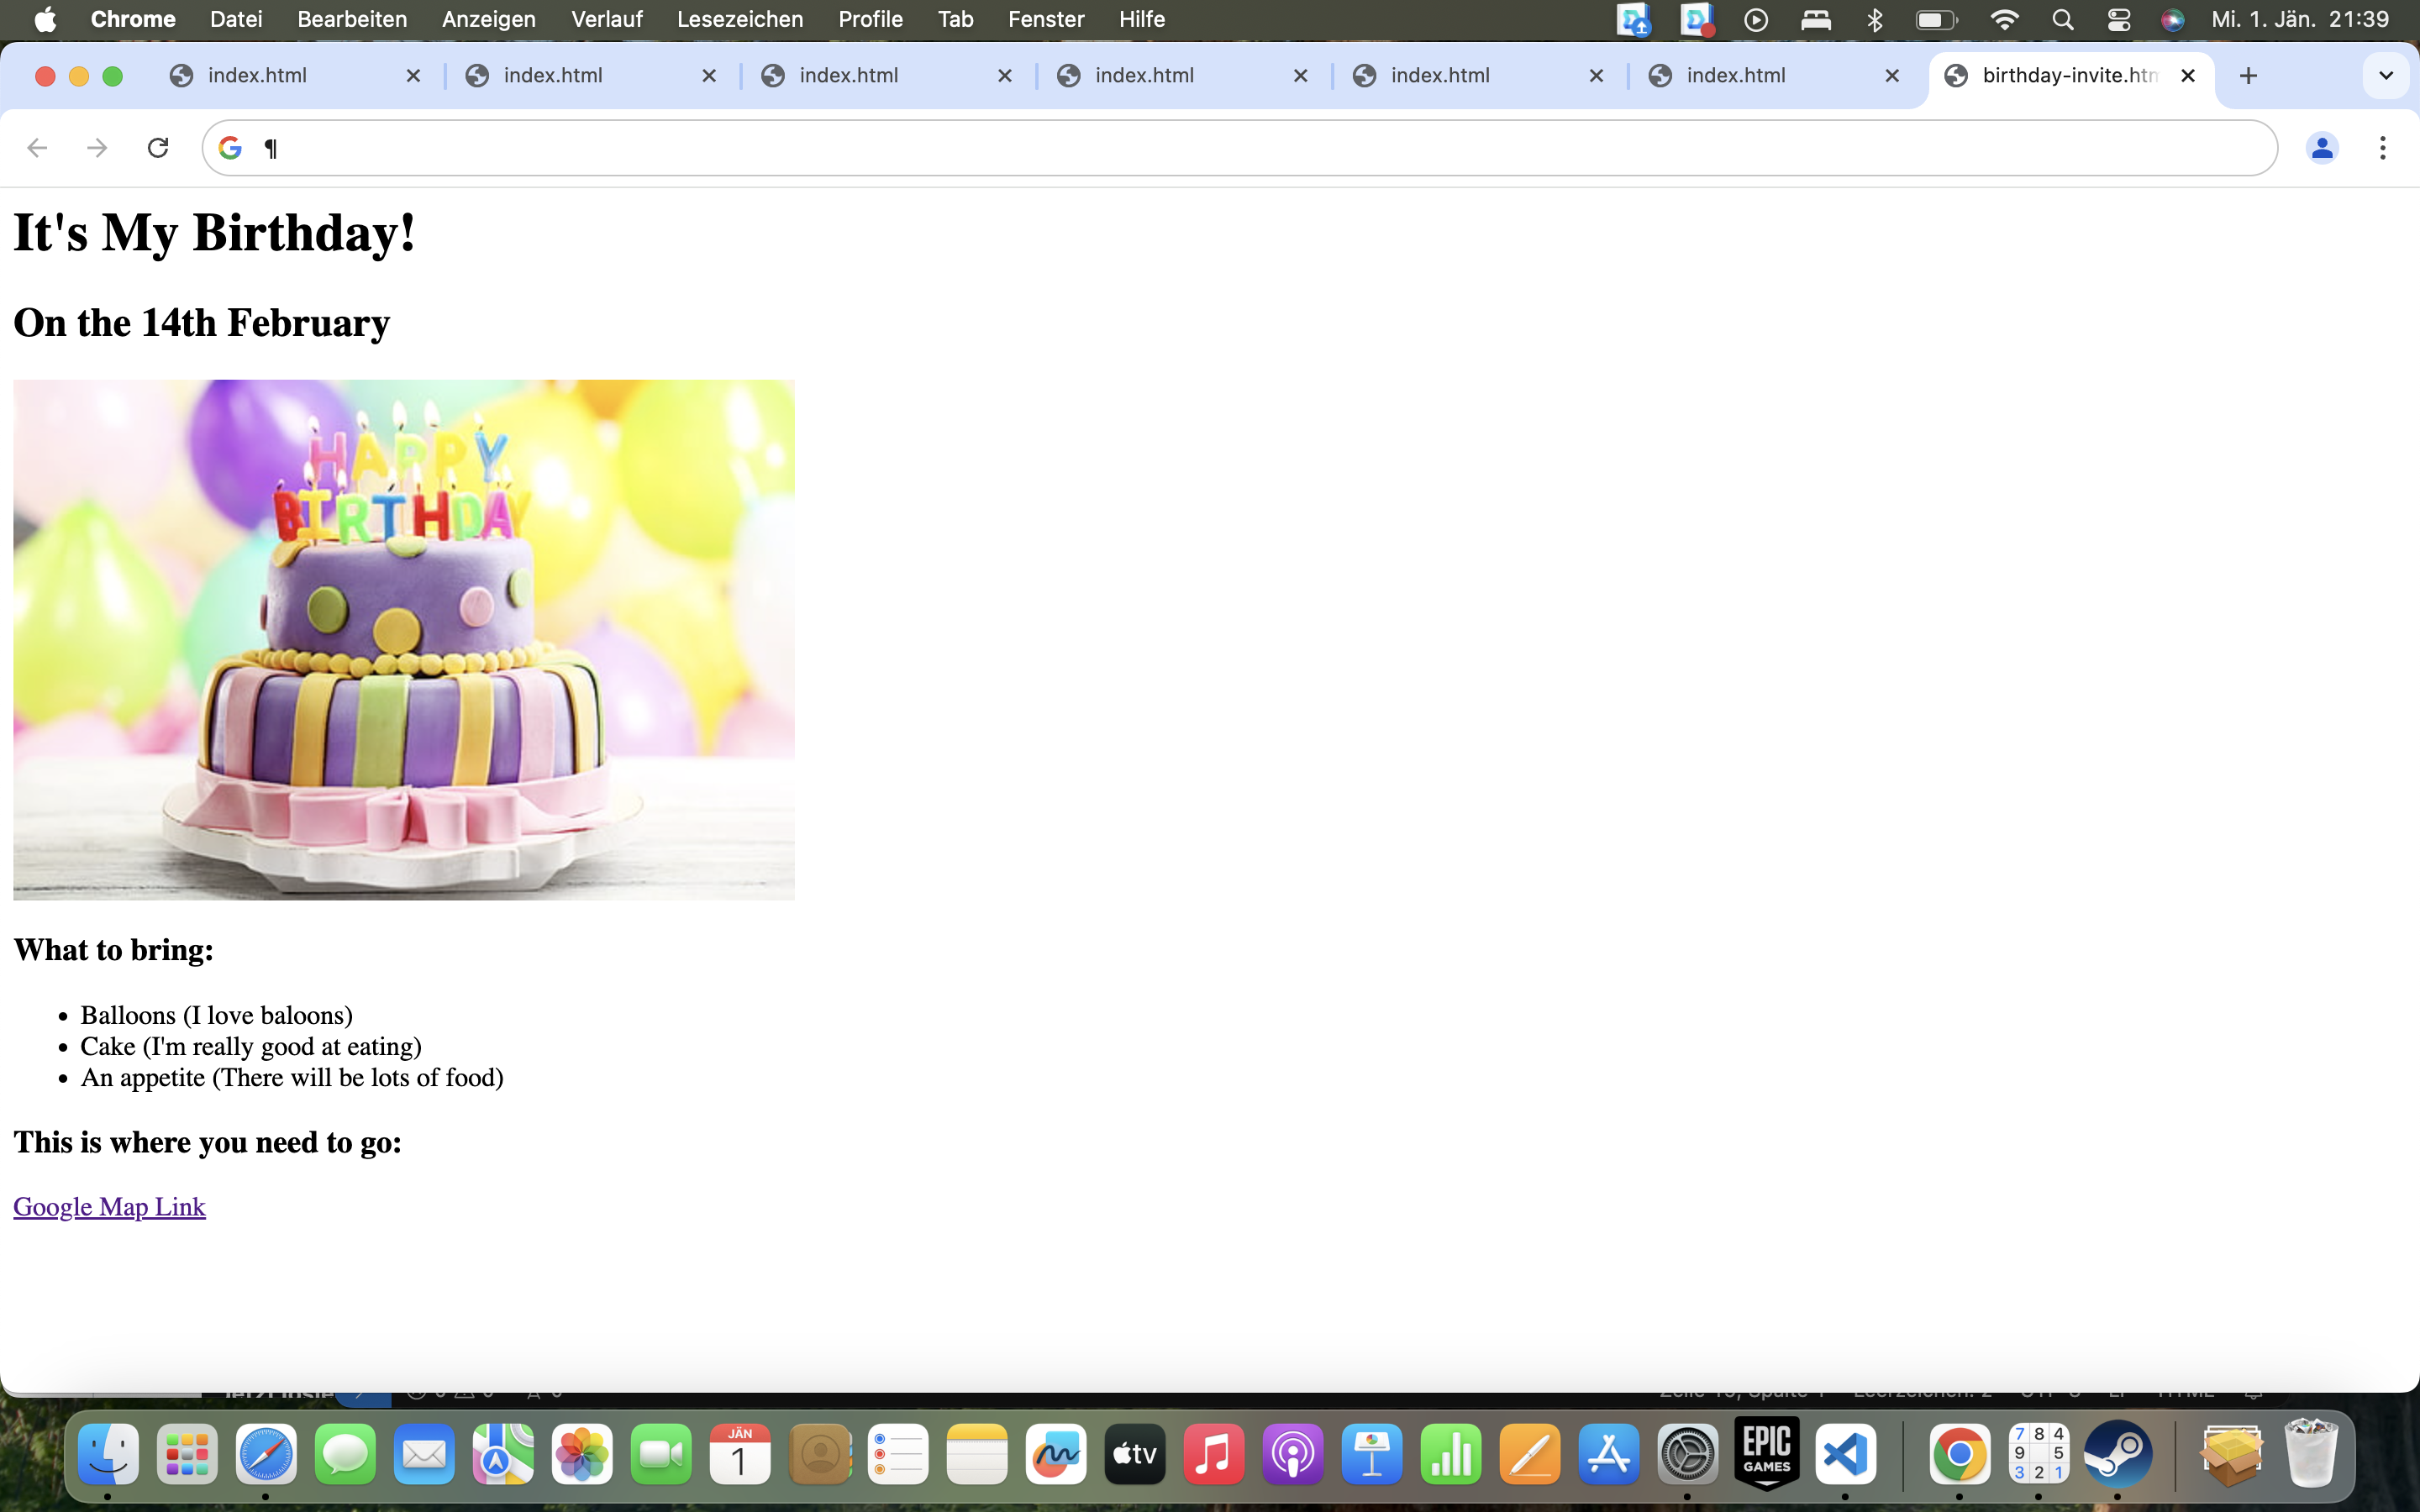 Chrome Datei Bearbeiten Anzeigen Verlauf Lesezeichen Profile Tab Fenster Hilfe Mi. 1. Jän. 21:39
index.html index.html index.html index.html index.html index.html birthday-invite.htm
¶
It's My Birthday!
On the 14th February
HAPPY
BIRTHDAY
What to bring:
Balloons (I love baloons)
Cake (I'm really good at eating)
An appetite (There will be lots of food)
This is where you need to go:
Google Map Link
JÄN
1
tv
EPIC
GAMES
7 8 4
9 5
3 2 1